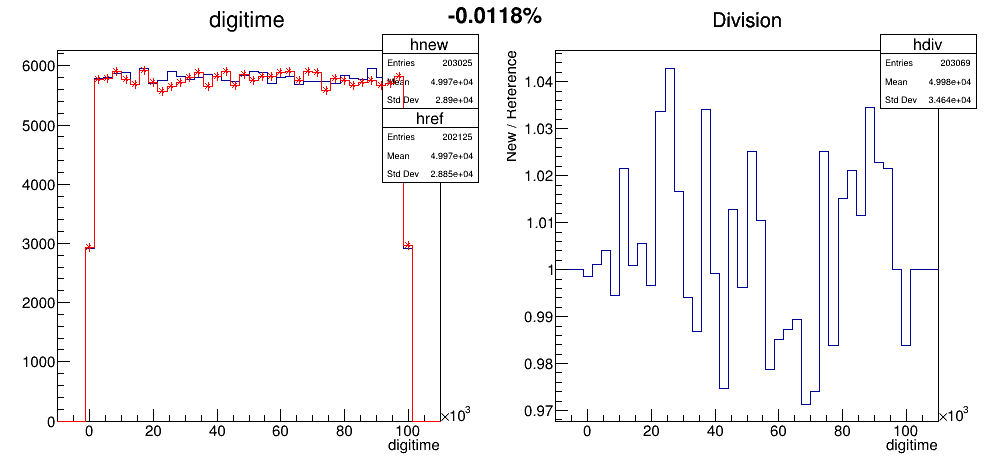 -0.0118%
digitime
hnew
Entries 203025
Mean 4.997e+04
Std Dev 2.89e+04
href
Entries 202125
Mean 4.997e+04
Std Dev 2.885e+04
6000
5000
4000
3000
2000
1000
0
0 20 40 60 80 100
×10³
digitime
Division
hdiv
Entries 203069
Mean 4.998e+04
Std Dev 3.464e+04
New / Reference
1.04
1.03
1.02
1.01
1
0.99
0.98
0.97
0 20 40 60 80 100
×10³
digitime